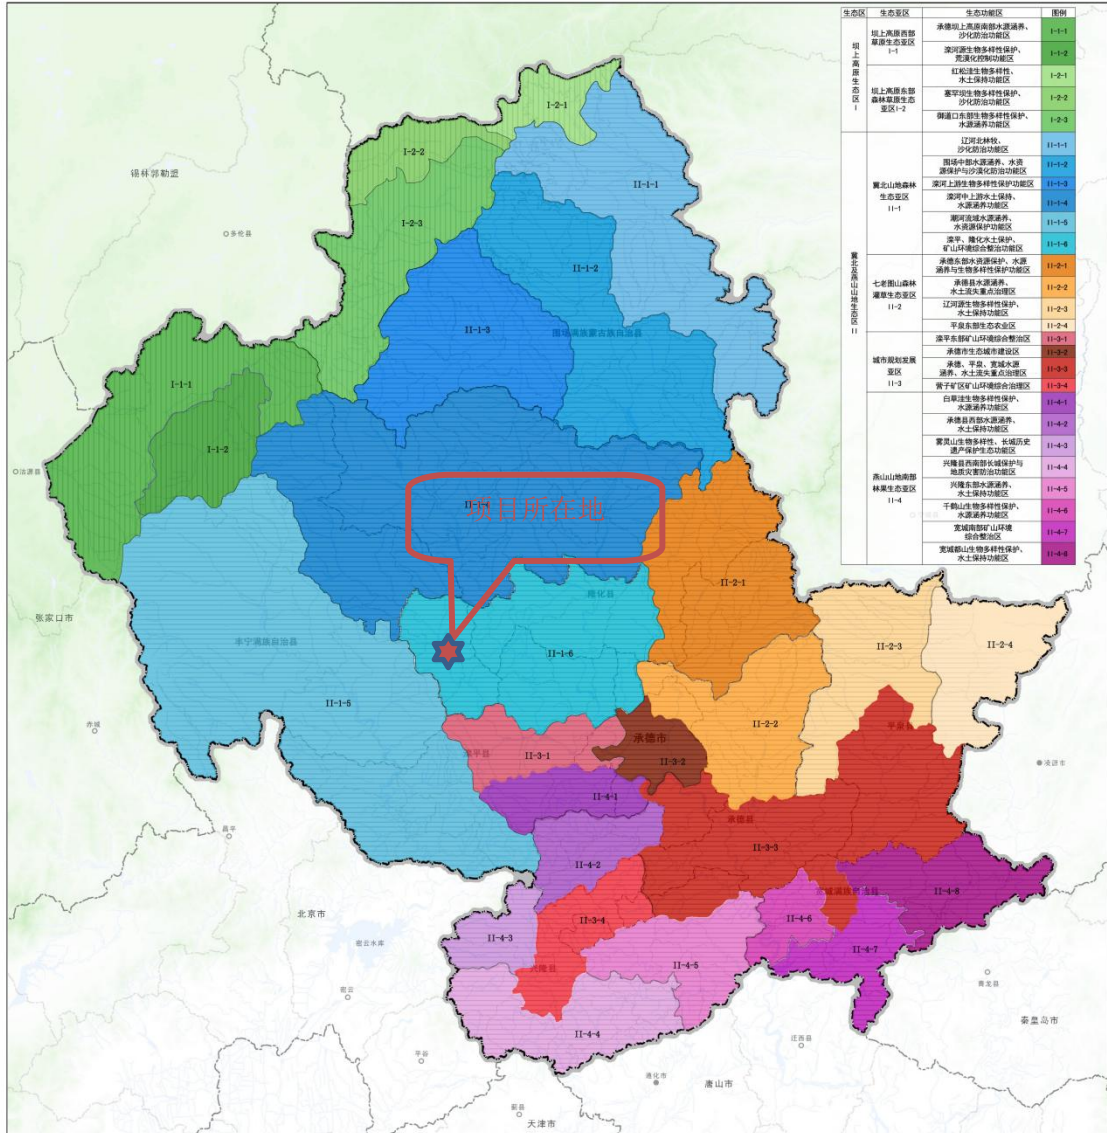 生态区 生态亚区 生态功能区 图例
坝上高原生态区 I
坝上高原西部
草原生态亚区
I-1
承德坝上高原南部水源涵养、
沙化防治功能区
I-1-1
滦河源生物多样性保护、
荒漠化控制功能区
I-1-2
坝上高原东部
森林草原生态
亚区I-2
红松洼生物多样性、
水土保持功能区
I-2-1
塞罕坝生物多样性保护、
沙化防治功能区
I-2-2
御道口东部生物多样性保护、
水源涵养功能区
I-2-3
冀北及燕山山地生态区 II
冀北山地森林
生态亚区
II-1
辽河北林牧、
沙化防治功能区
II-1-1
围场中部水源涵养、水资
源保护与沙漠化防治功能区
II-1-2
滦河上游生物多样性保护功能区
II-1-3
滦河中上游水土保持、
水源涵养功能区
II-1-4
潮河流域水源涵养、
水资源保护功能区
II-1-5
滦平、隆化水土保持、
矿山环境综合整治功能区
II-1-6
七老图山森林
灌草生态亚区
II-2
承德东部水资源保护、水源
涵养与生物多样性保护功能区
II-2-1
承德县水源涵养、
水土流失重点治理区
II-2-2
辽河源生物多样性保护、
水土保持功能区
II-2-3
平泉东部生态农业区
II-2-4
城市规划发展
亚区
II-3
滦平东部矿山环境综合整治区
II-3-1
承德市生态城市建设区
II-3-2
承德、平泉、宽城水源
涵养、水土流失重点治理区
II-3-3
营子矿区矿山环境综合治理区
II-3-4
燕山山地南部
林果生态亚区
II-4
白草洼生物多样性保护、
水源涵养功能区
II-4-1
承德县西部水源涵养、
水土保持功能区
II-4-2
雾灵山生物多样性、长城历史
遗产保护生态功能区
II-4-3
兴隆县西南部长城保护与
地质灾害防治功能区
II-4-4
兴隆东部水源涵养、
水土保持功能区
II-4-5
千鹤山生物多样性保护、
水源涵养功能区
II-4-6
宽城南部矿山环境
综合整治区
II-4-7
宽城都山生物多样性保护、
水土保持功能区
II-4-8
I-2-1
I-2-2
II-1-1
锡林郭勒盟
I-2-3
多伦县
II-1-2
II-1-3
围场满族蒙古族自治县
I-1-1
I-1-2
沽源县
项目所在地
II-2-1
隆化县
张家口市
丰宁满族自治县
II-1-6
II-2-3
II-2-4
II-1-5
赤城
II-2-2
平泉县
承德市
滦平县
II-3-1
II-3-2
凌源市
II-4-1
昌平
承德县
II-3-3
II-4-2
宽城满族自治县
II-4-8
北京市
II-3-4
II-4-6
II-4-3
密云水库
II-4-7
II-4-5
兴隆县
青龙县
密云
秦皇岛市
II-4-4
迁西县
平谷
遵化市
唐山市
蓟县
天津市